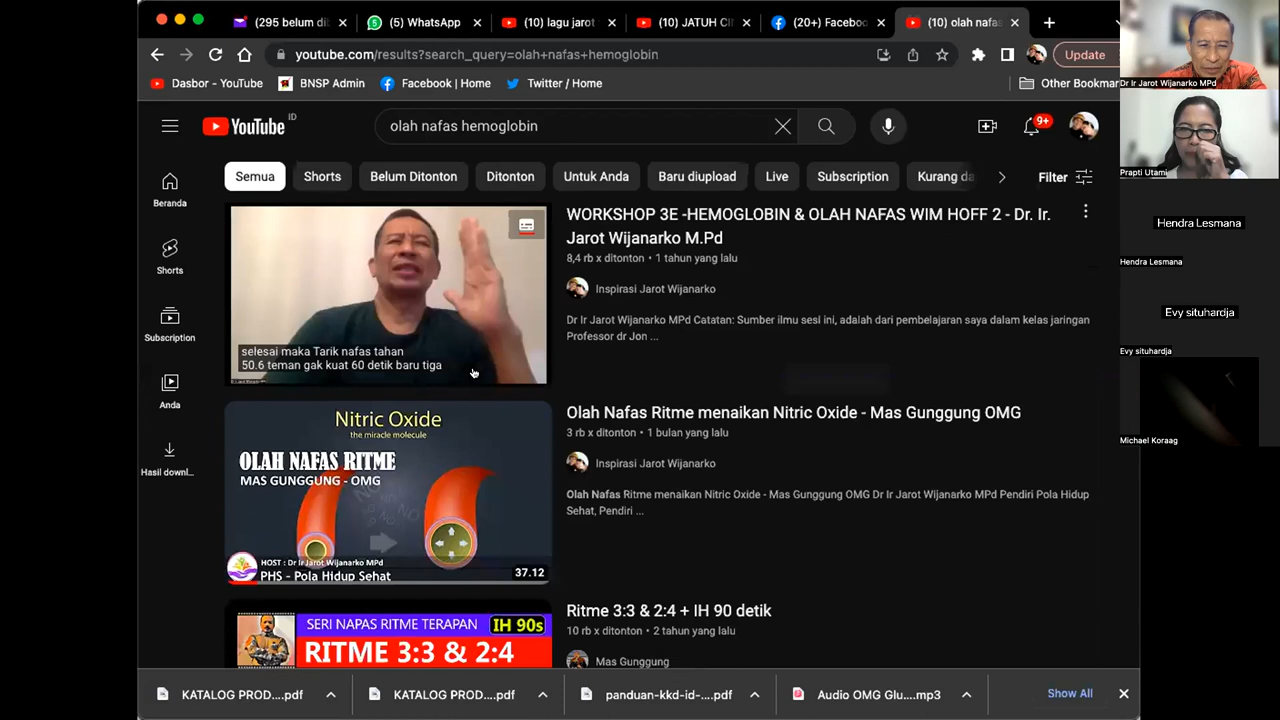 (295 belum di
(5) WhatsApp
(10) lagu jarot
(10) JATUH CI
(20+) Facebo
(10) olah nafas
youtube.com/results?search_query=olah+nafas+hemoglobin
Update
Dasbor - YouTube
BNSP Admin
Facebook | Home
Twitter / Home
Other Bookmar
YouTube
ID
olah nafas hemoglobin
9+
Semua
Shorts
Belum Ditonton
Ditonton
Untuk Anda
Baru diupload
Live
Subscription
Kurang da
Filter
Beranda
Shorts
Subscription
Anda
Hasil downl...
selesai maka Tarik nafas tahan
50.6 teman gak kuat 60 detik baru tiga
WORKSHOP 3E -HEMOGLOBIN & OLAH NAFAS WIM HOFF 2 - Dr. Ir.
Jarot Wijanarko M.Pd
8,4 rb x ditonton • 1 tahun yang lalu
Inspirasi Jarot Wijanarko
Dr Ir Jarot Wijanarko MPd Catatan: Sumber ilmu sesi ini, adalah dari pembelajaran saya dalam kelas jaringan
Professor dr Jon ...
Nitric Oxide
the miracle molecule
OLAH NAFAS RITME
MAS GUNGGUNG - OMG
HOST : Dr Ir Jarot Wijanarko MPd
PHS - Pola Hidup Sehat
37.12
Olah Nafas Ritme menaikan Nitric Oxide - Mas Gunggung OMG
3 rb x ditonton • 1 bulan yang lalu
Inspirasi Jarot Wijanarko
Olah Nafas Ritme menaikan Nitric Oxide - Mas Gunggung OMG Dr Ir Jarot Wijanarko MPd Pendiri Pola Hidup
Sehat, Pendiri ...
SERI NAPAS RITME TERAPAN
IH 90s
RITME 3:3 & 2:4
Ritme 3:3 & 2:4 + IH 90 detik
10 rb x ditonton • 2 tahun yang lalu
Mas Gunggung
KATALOG PROD....pdf
KATALOG PROD....pdf
panduan-kkd-id-....pdf
Audio OMG Glu....mp3
Show All
Dr Ir Jarot Wijanarko MPd
Prapti Utami
Hendra Lesmana
Hendra Lesmana
Evy situhardja
Evy situhardja
Michael Koraag